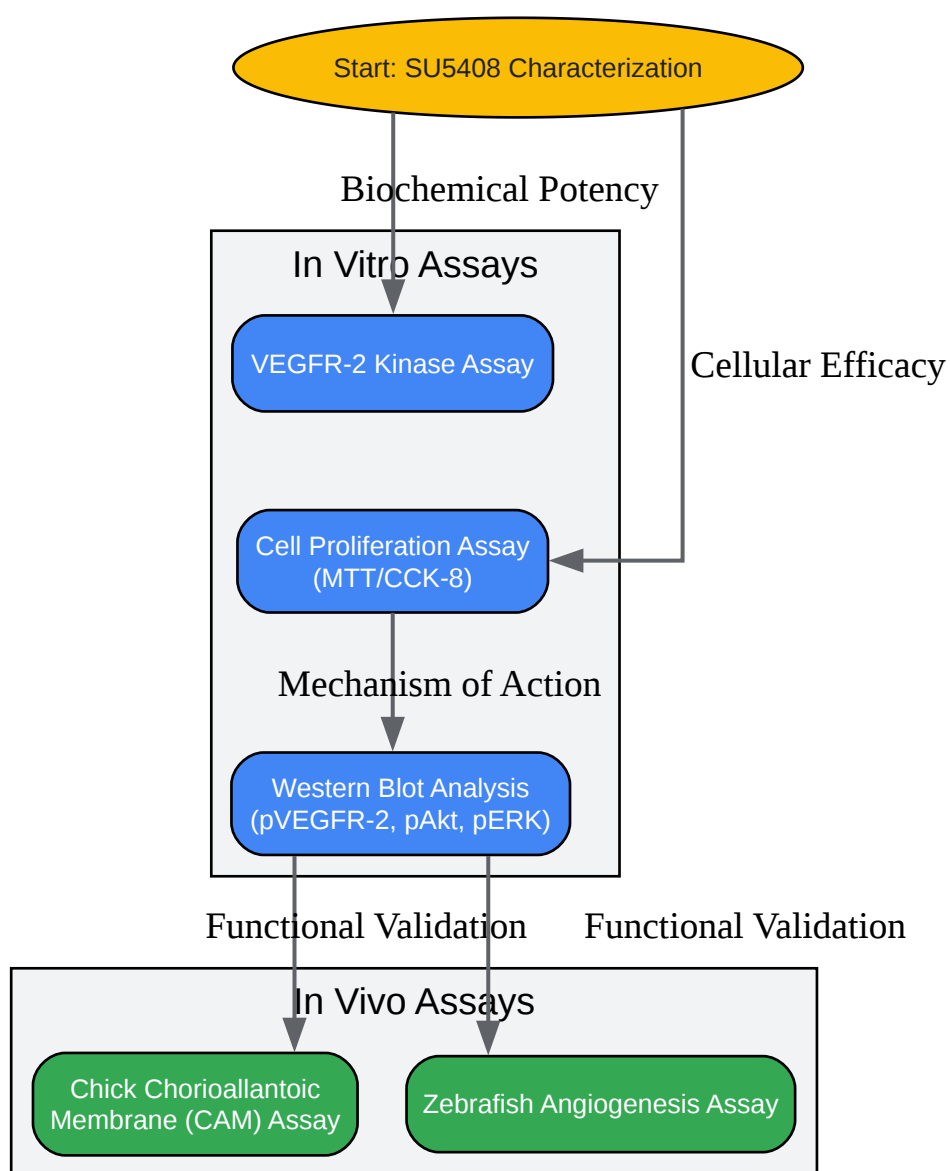 Start: SU5408 Characterization
Biochemical Potency
In Vitro Assays
VEGFR-2 Kinase Assay
Cellular Efficacy
Cell Proliferation Assay
(MTT/CCK-8)
Mechanism of Action
Western Blot Analysis
(pVEGFR-2, pAkt, pERK)
Functional Validation
Functional Validation
In Vivo Assays
Chick Chorioallantoic
Membrane (CAM) Assay
Zebrafish Angiogenesis Assay